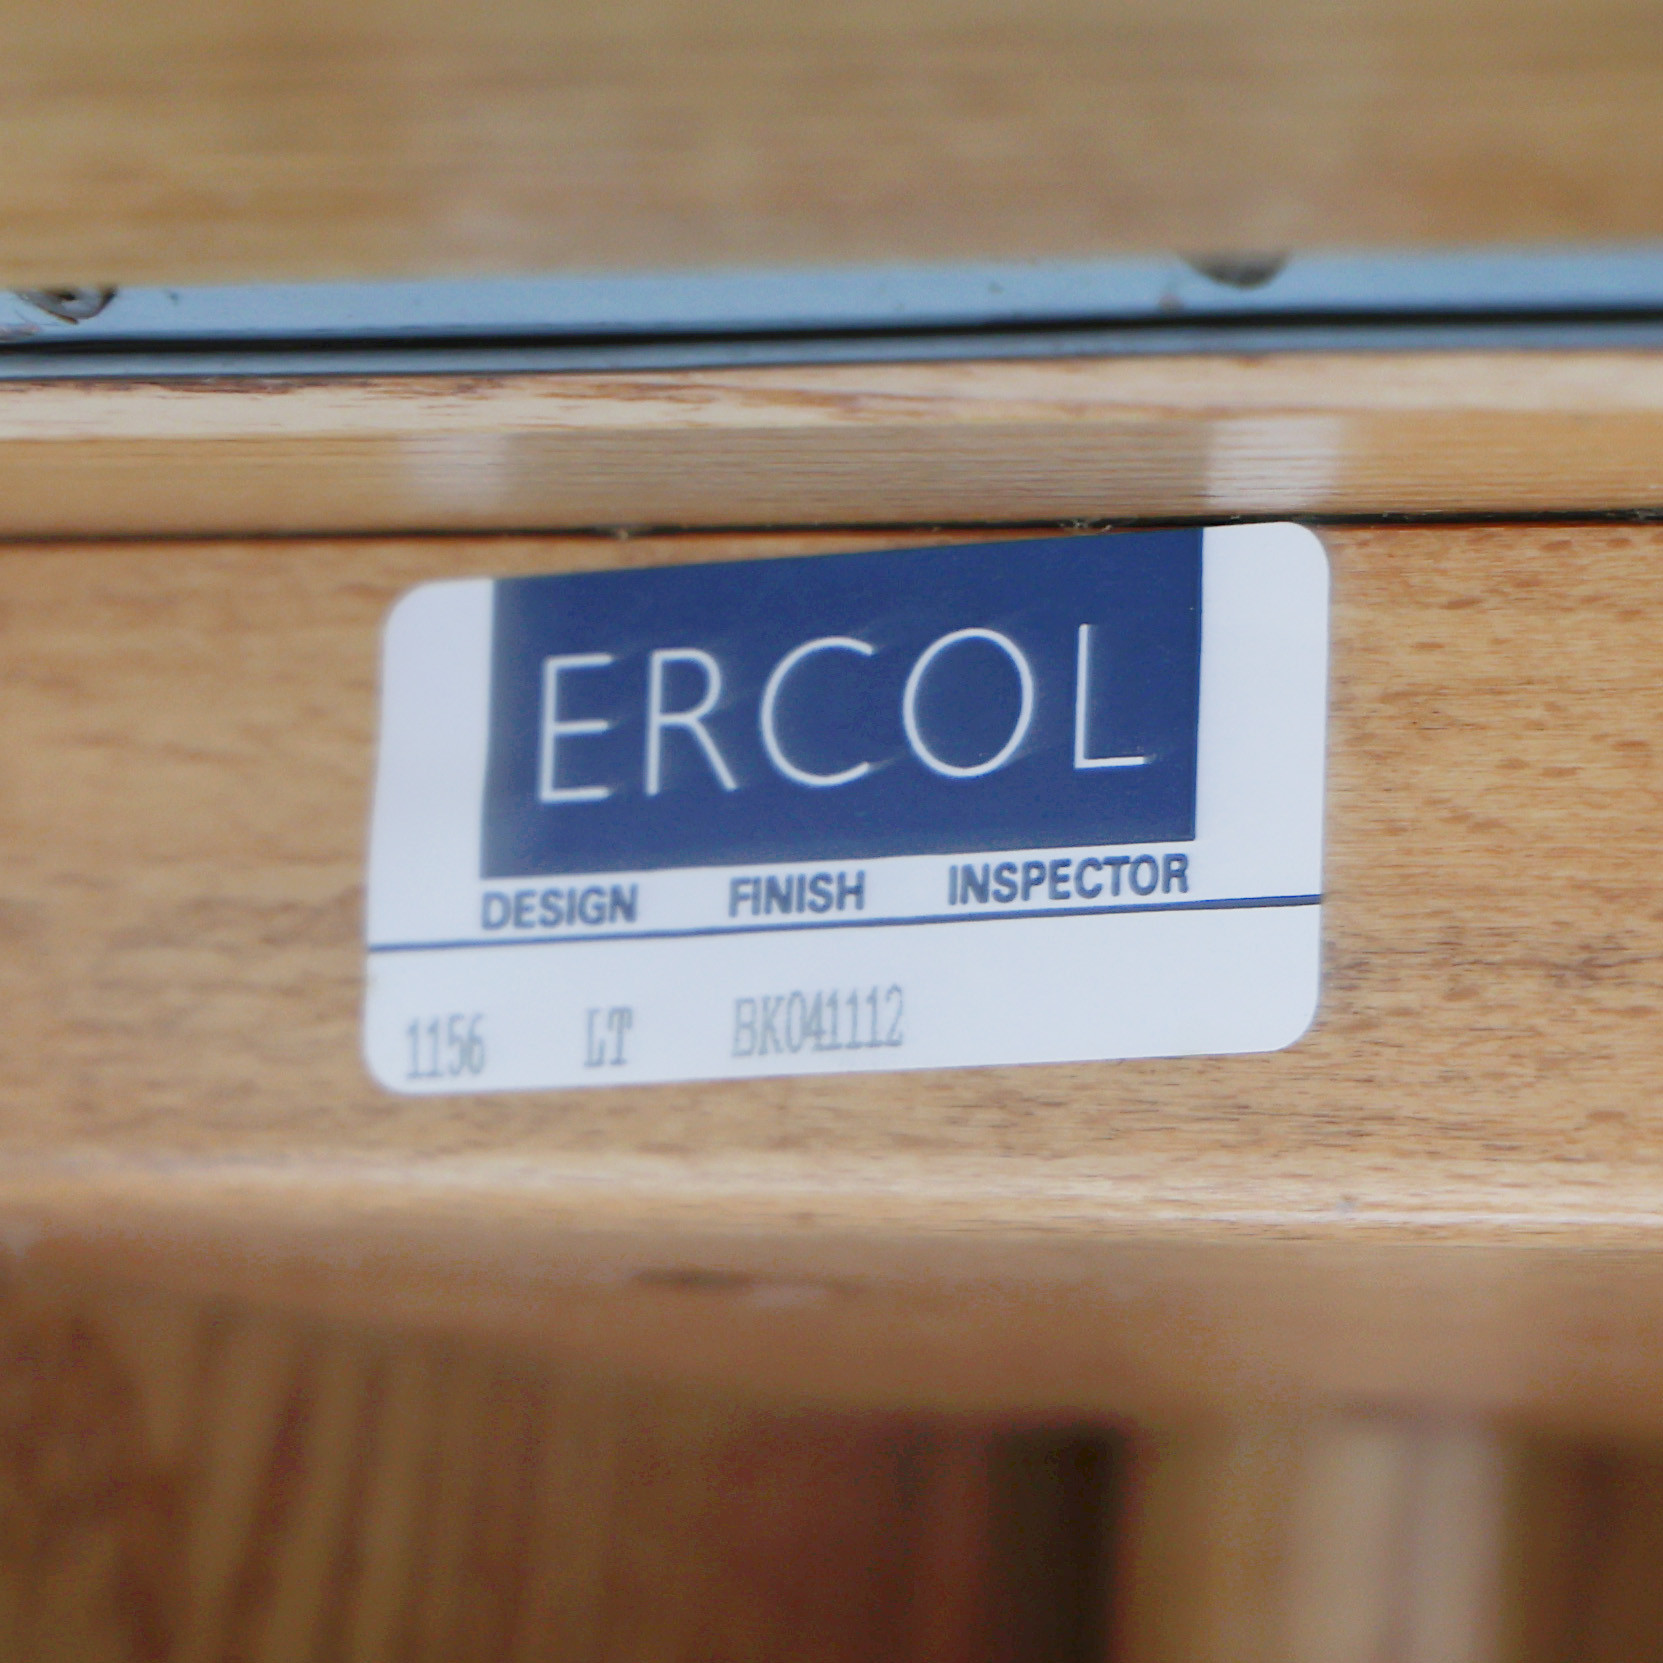 ERCOL
DESIGN FINISH INSPECTOR
1156 LT BK041112